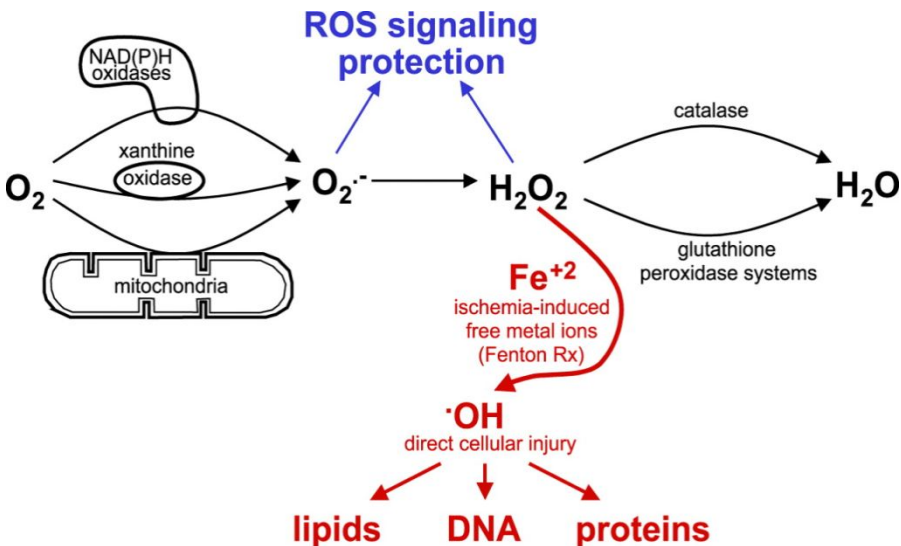 ROS signaling
protection
NAD(P)H
oxidases
xanthine
oxidase
mitochondria
O₂
O₂·-
H₂O₂
catalase
glutathione
peroxidase systems
H₂O
Fe⁺²
ischemia-induced
free metal ions
(Fenton Rx)
·OH
direct cellular injury
lipids
DNA
proteins